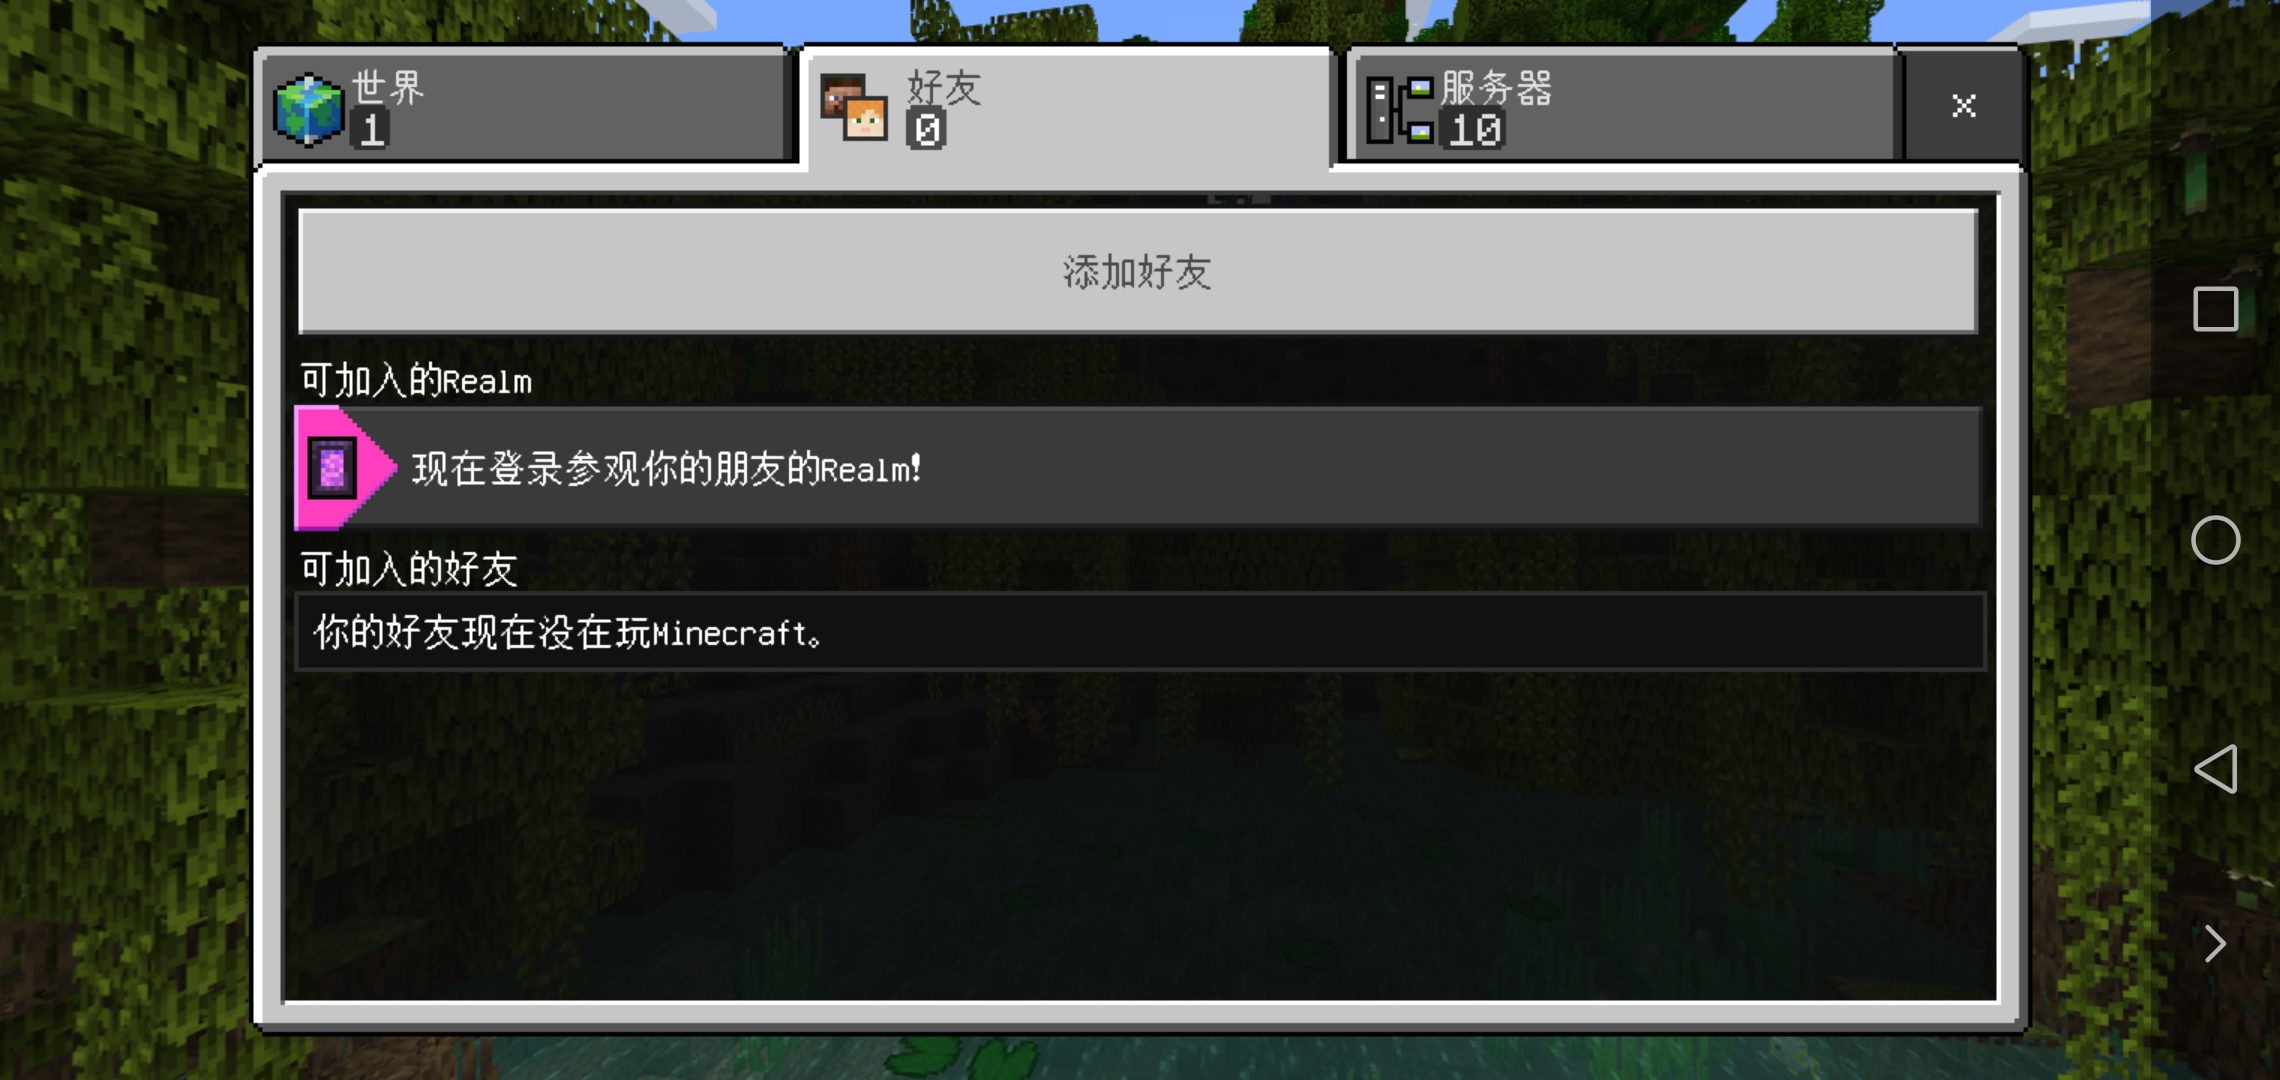 世界
1
好友
0
服务器
10
添加好友
可加入的Realm
现在登录参观你的朋友的Realm!
可加入的好友
你的好友现在没在玩Minecraft。